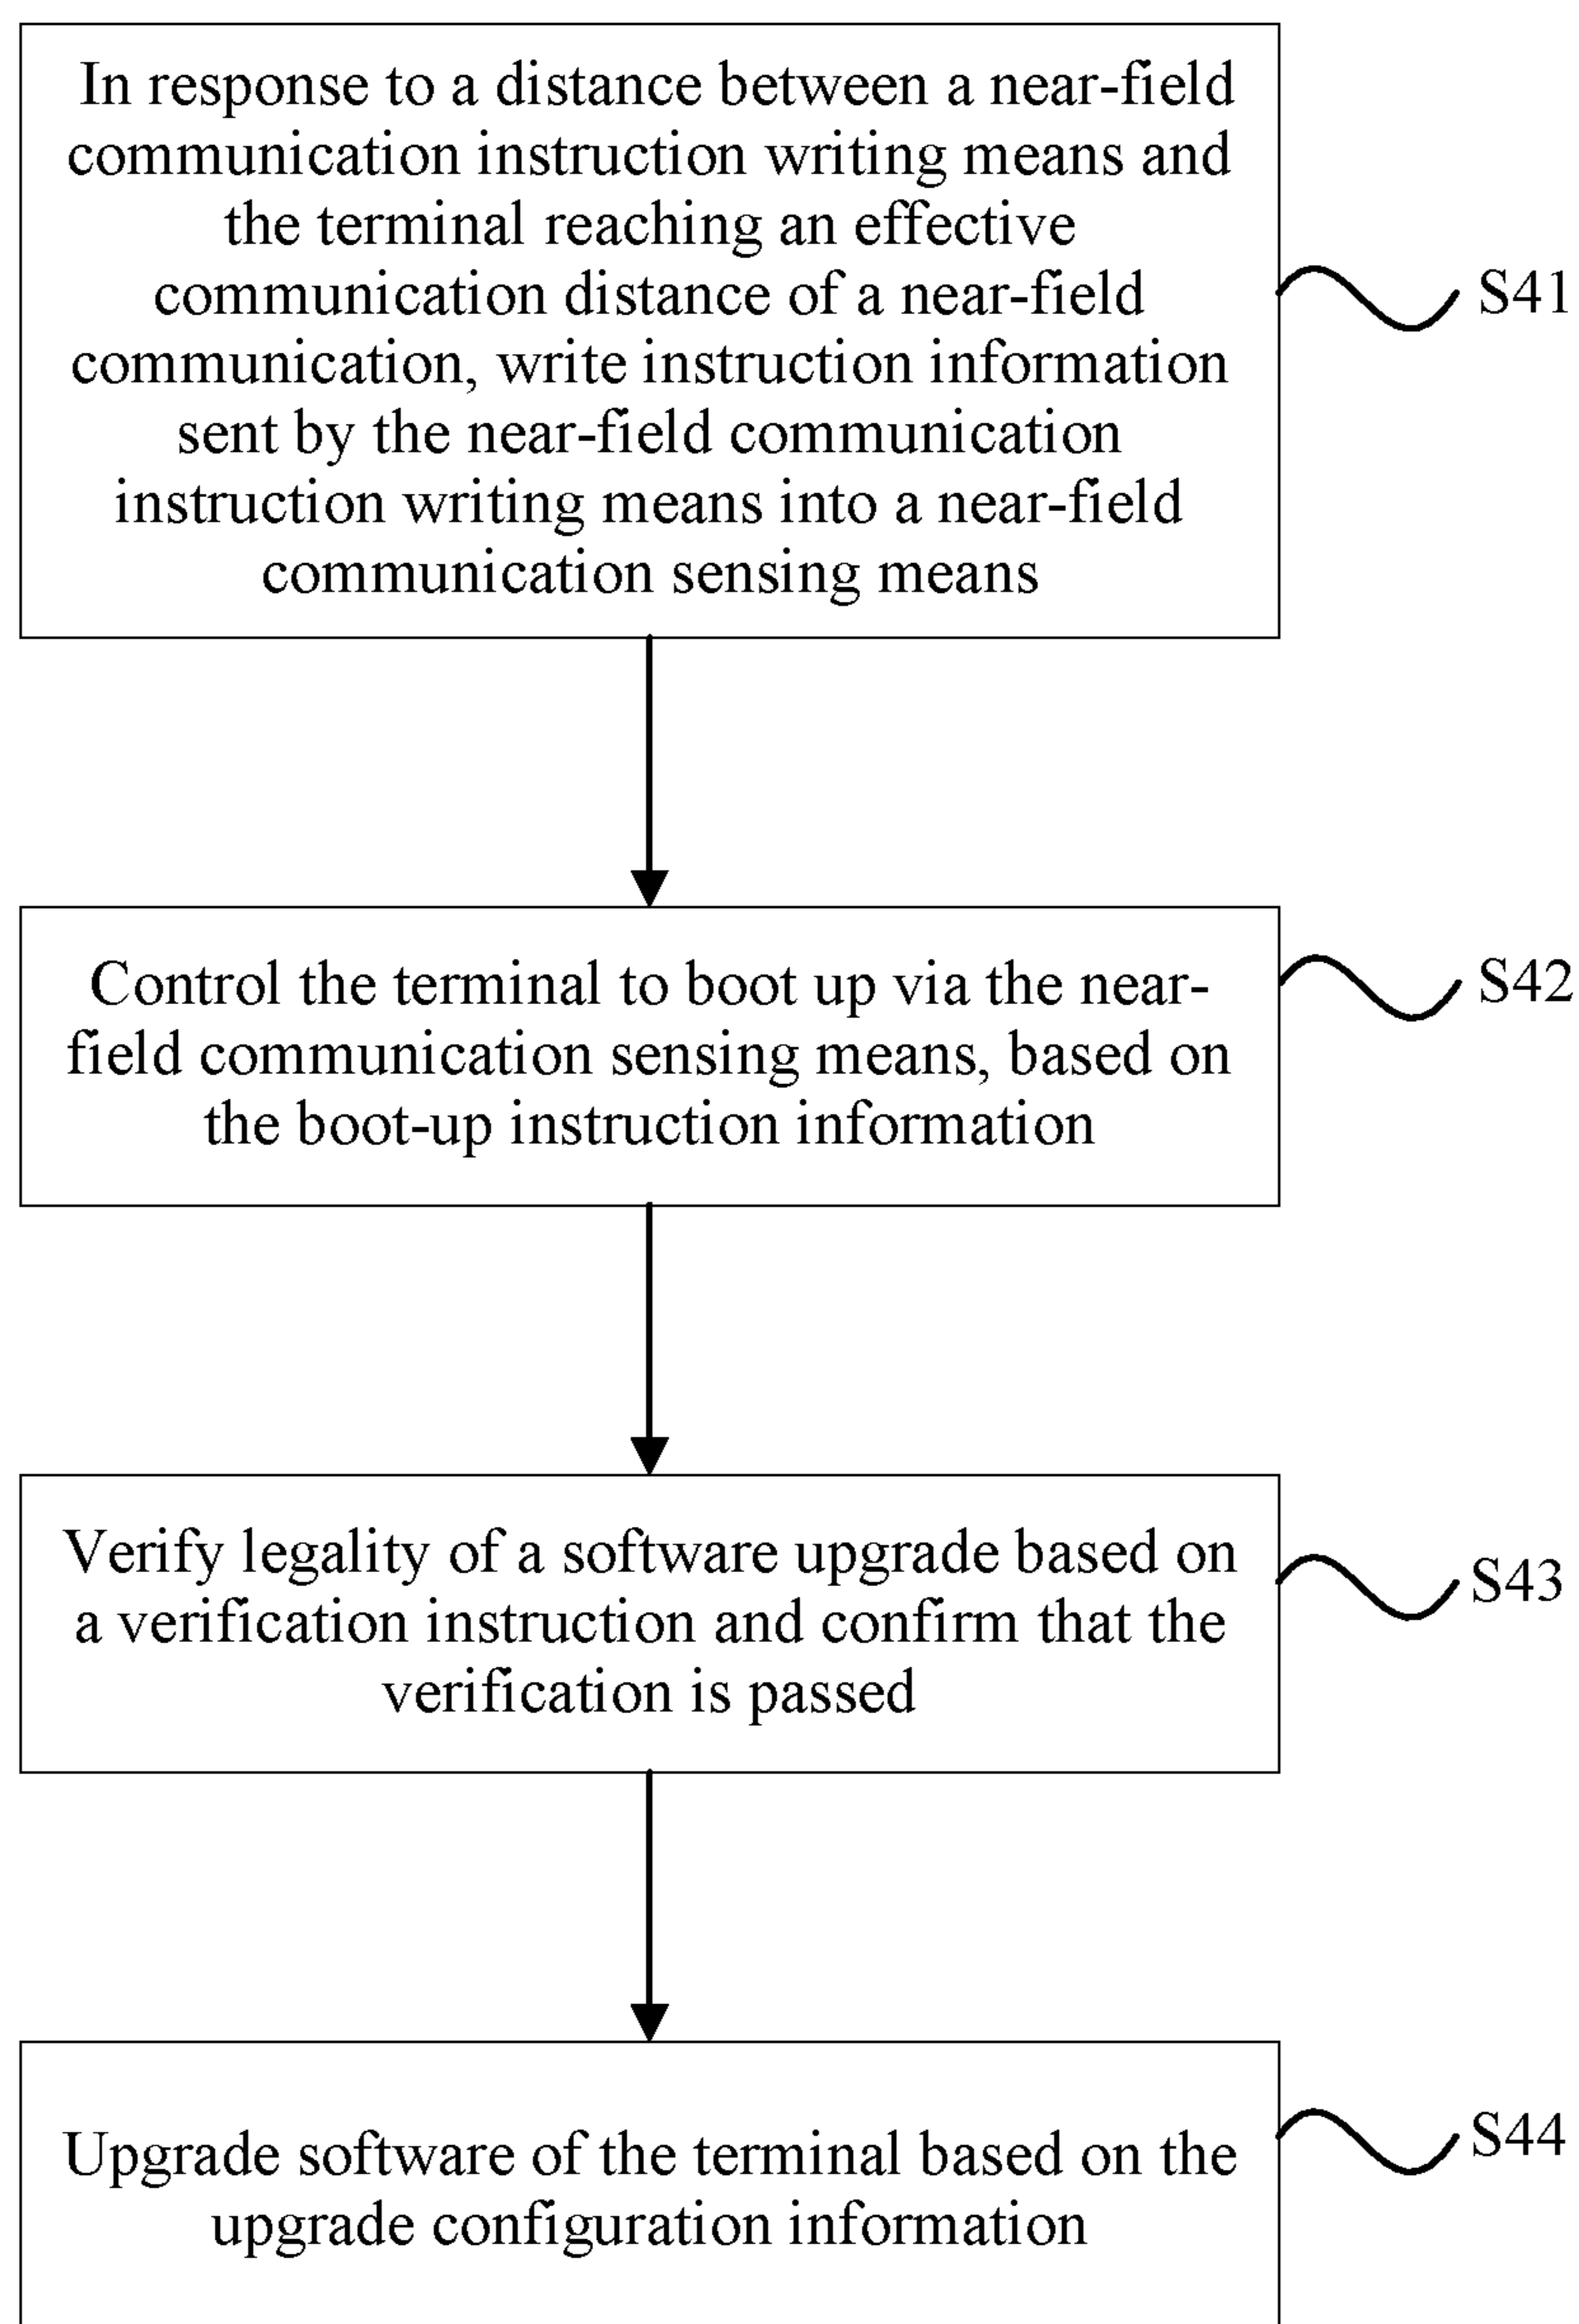 In response to a distance between a near-field
communication instruction writing means and
the terminal reaching an effective
communication distance of a near-field
communication, write instruction information
sent by the near-field communication
instruction writing means into a near-field
communication sensing means
S41
Control the terminal to boot up via the near-
field communication sensing means, based on
the boot-up instruction information
S42
Verify legality of a software upgrade based on
a verification instruction and confirm that the
verification is passed
S43
Upgrade software of the terminal based on the
upgrade configuration information
S44